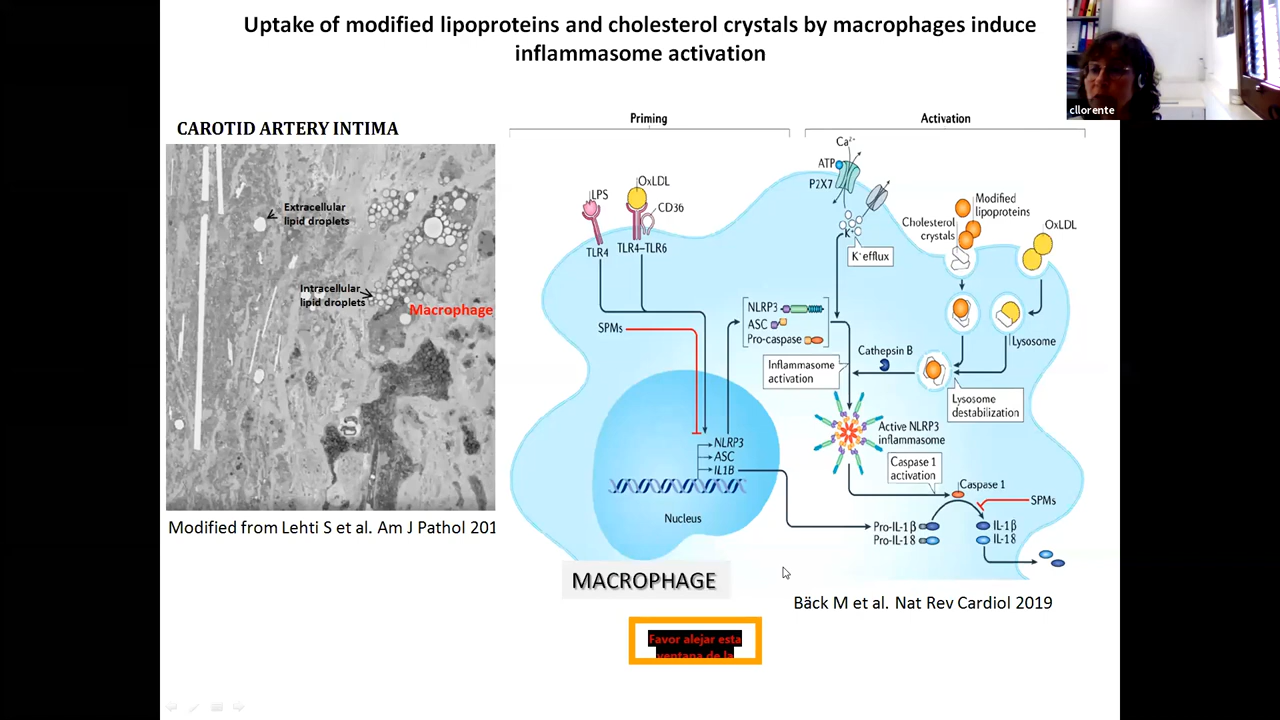 Uptake of modified lipoproteins and cholesterol crystals by macrophages induce
inflammasome activation
cllorente
CAROTID ARTERY INTIMA
Extracellular
lipid droplets
Intracellular
lipid droplets
Macrophage
Modified from Lehti S et al. Am J Pathol 201
Priming
Activation
Ca²⁺
ATP
P2X7
LPS
OxLDL
CD36
TLR4
TLR4–TLR6
K⁺
K⁺ efflux
Modified
lipoproteins
Cholesterol
crystals
OxLDL
NLRP3
ASC
Pro-caspase
SPMs
Lysosome
Cathepsin B
Inflammasome
activation
Lysosome
destabilization
Active NLRP3
inflammasome
NLRP3
ASC
IL1B
Caspase 1
activation
Caspase 1
SPMs
Nucleus
Pro-IL-1β
Pro-IL-18
IL-1β
IL-18
MACROPHAGE
Bäck M et al. Nat Rev Cardiol 2019
Favor alejar esta
ventana de la